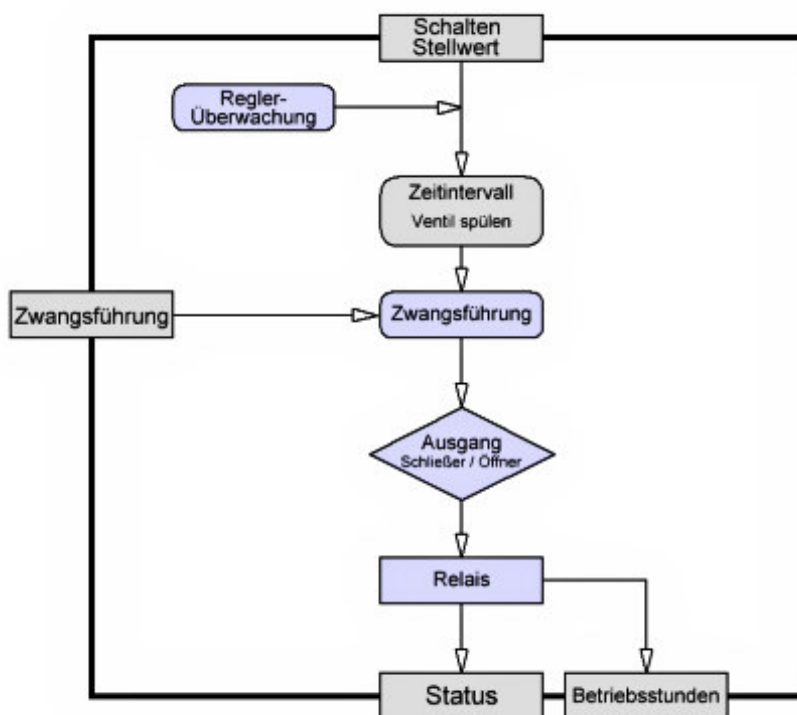 Schalten
Stellwert
Regler-
Überwachung
Zeitintervall
Ventil spülen
Zwangsführung
Zwangsführung
Ausgang
Schließer / Öffner
Relais
Status
Betriebsstunden